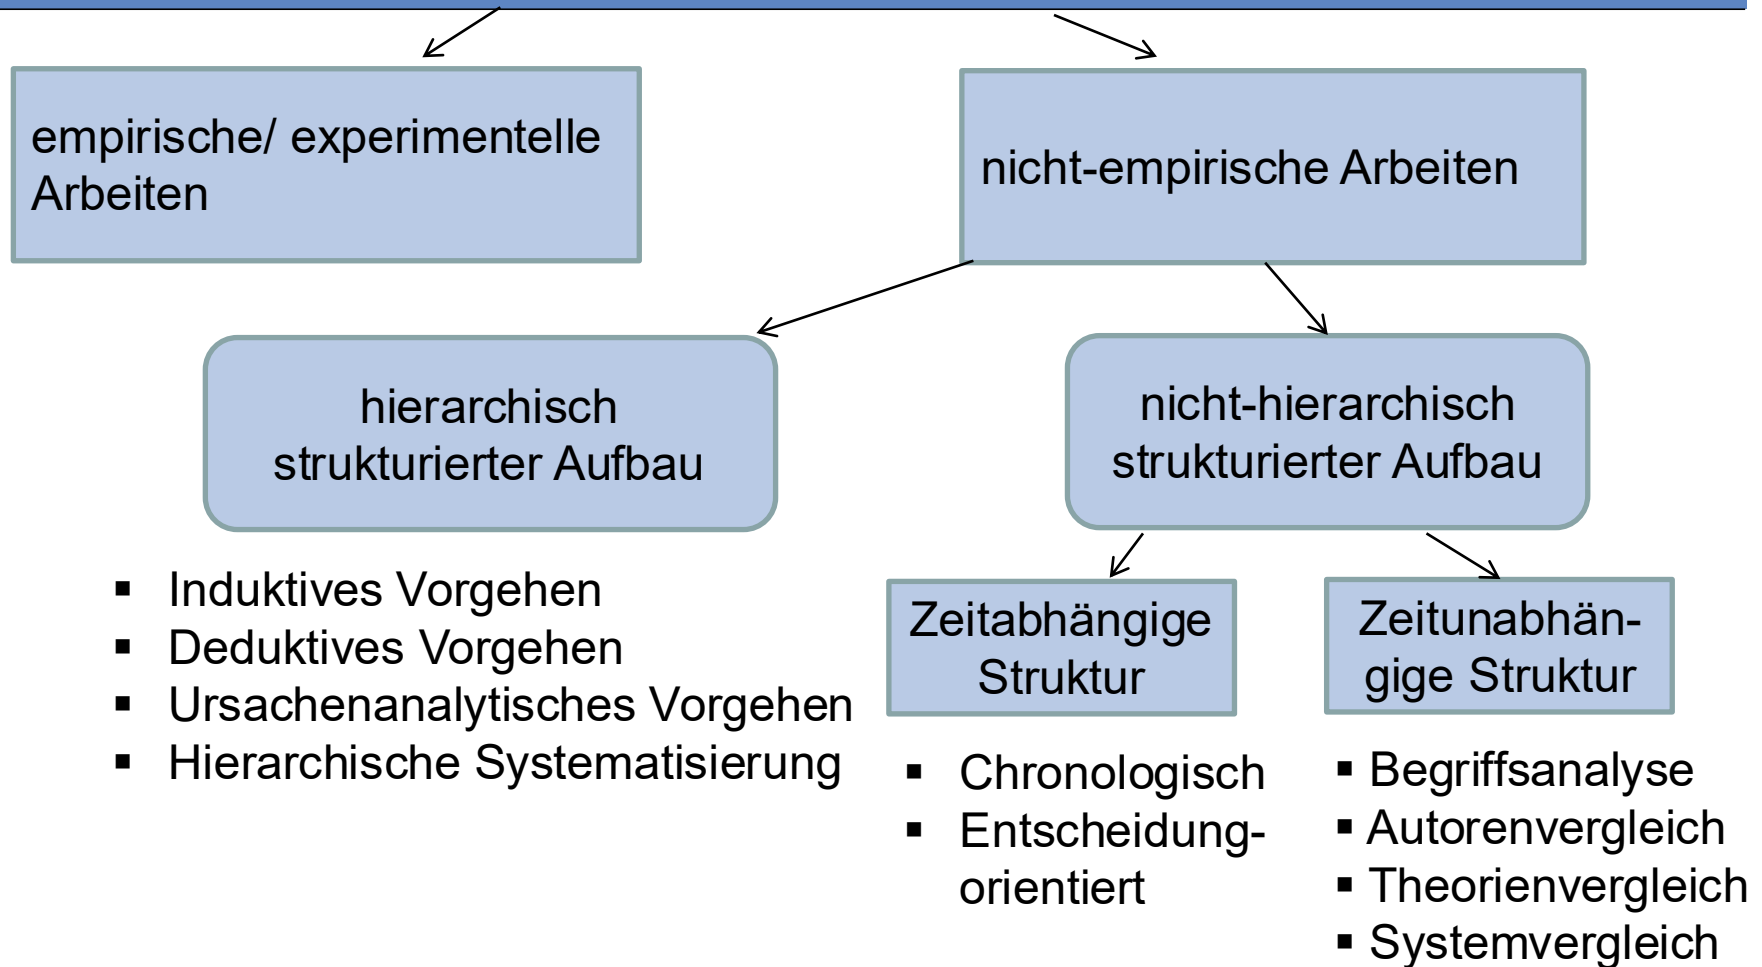 empirische/ experimentelle
Arbeiten
nicht-empirische Arbeiten
hierarchisch
strukturierter Aufbau
nicht-hierarchisch
strukturierter Aufbau
▪ Induktives Vorgehen
▪ Deduktives Vorgehen
▪ Ursachenanalytisches Vorgehen
▪ Hierarchische Systematisierung
Zeitabhängige
Struktur
▪ Chronologisch
▪ Entscheidung-
orientiert
Zeitunabhän-
gige Struktur
▪ Begriffsanalyse
▪ Autorenvergleich
▪ Theorienvergleich
▪ Systemvergleich